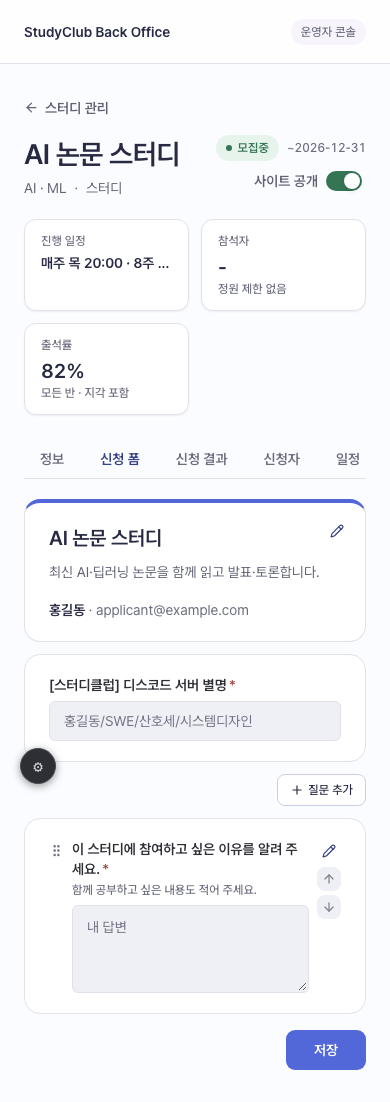 StudyClub Back Office
운영자 콘솔
← 스터디 관리
AI 논문 스터디
모집중
~2026-12-31
AI · ML · 스터디
사이트 공개
진행 일정
매주 목 20:00 · 8주 ...
참석자
-
정원 제한 없음
출석률
82%
모든 반 · 지각 포함
정보
신청 폼
신청 결과
신청자
일정
AI 논문 스터디
최신 AI·딥러닝 논문을 함께 읽고 발표·토론합니다.
홍길동 · applicant@example.com
[스터디클럽] 디스코드 서버 별명 *
홍길동/SWE/산호세/시스템디자인
+ 질문 추가
이 스터디에 참여하고 싶은 이유를 알려 주
세요. *
함께 공부하고 싶은 내용도 적어 주세요.
내 답변
저장